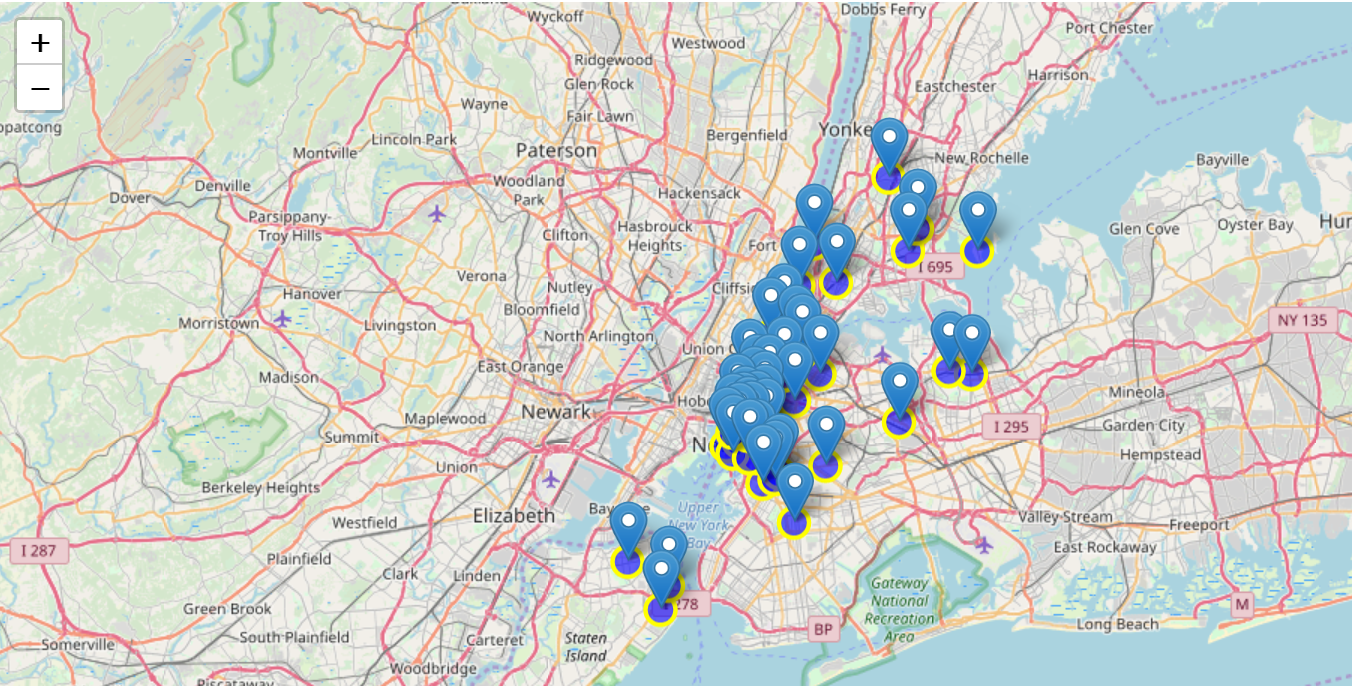 Dobbs Ferry
Wyckoff
Port Chester
+
Westwood
Ridgewood
Harrison
Glen Rock
Eastchester
−
Wayne
Fair Lawn
opatcong
Bergenfield
Yonke
Lincoln Park
Paterson
Montville
New Rochelle
Bayville
Denville
Woodland
Park
Hackensack
Dover
Parsippany-
Troy Hills
Hasbrouck
Heights
Clifton
Glen Cove
Oyster Bay
Hun
Fort
I 695
Verona
Nutley
Cliffsid
Hanover
Bloomfield
Morristown
Livingston
North Arlington
NY 135
Union C
East Orange
Madison
Hobo
Mineola
Newark
Maplewood
I 295
Garden City
Summit
N
Union
Hempstead
Berkeley Heights
Upper
New York
Bay
Elizabeth
Bay
ne
Westfield
Valley Stream
Freeport
I 287
Plainfield
East Rockaway
Clark
Linden
Gateway
National
Recreation
Area
278
M
Green Brook
Long Beach
BP
South Plainfield
Staten
Island
Somerville
Carteret
Woodbridge
Piscataway